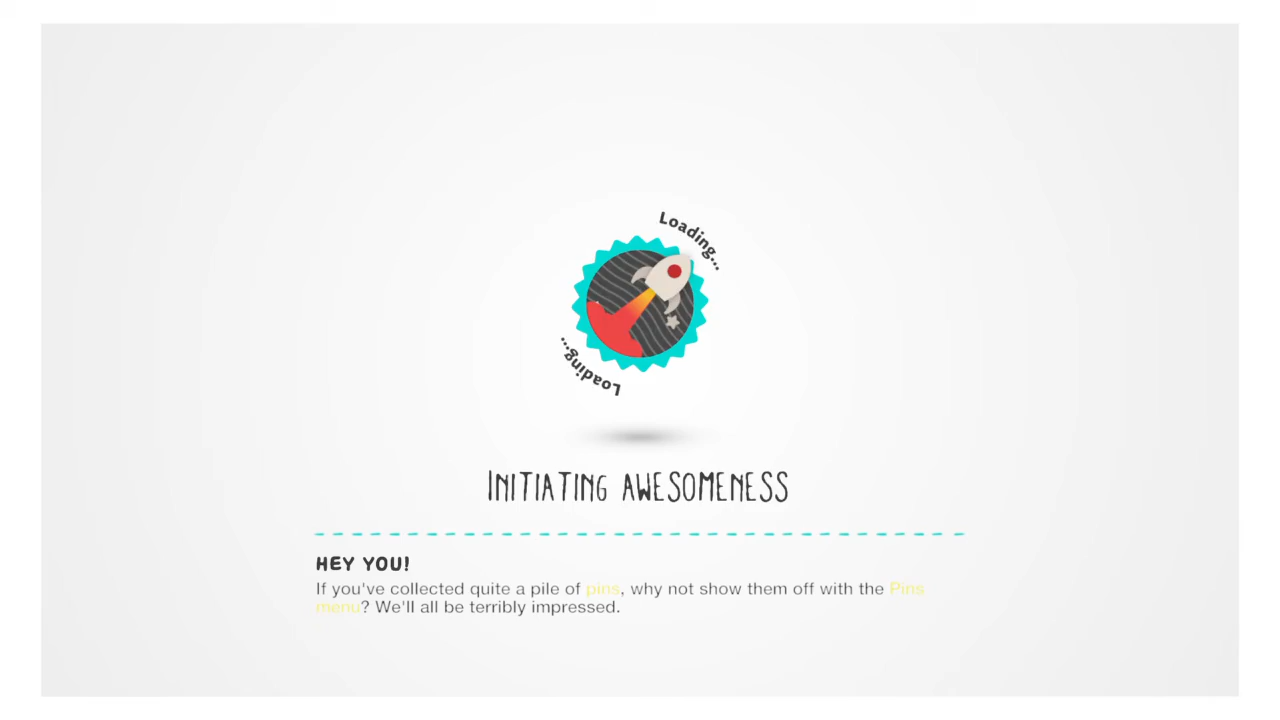 Loading...
Loading...
INITIATING AWESOMENESS
HEY YOU!
If you've collected quite a pile of pins, why not show them off with the Pins
menu? We'll all be terribly impressed.